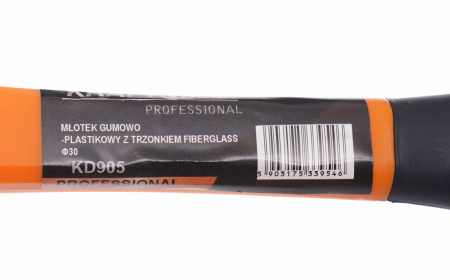 PROFESSIONAL
MŁOTEK GUMOWO
-PLASTIKOWY Z TRZONKIEM FIBERGLASS
Φ30
KD905
5 903175 339546
PROFESSIONAL